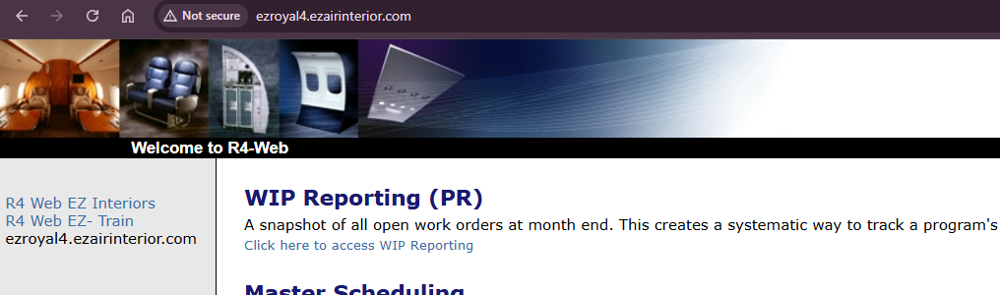 Not secure
ezroyal4.ezairinterior.com
Welcome to R4-Web
R4 Web EZ Interiors
R4 Web EZ- Train
ezroyal4.ezairinterior.com
WIP Reporting (PR)
A snapshot of all open work orders at month end. This creates a systematic way to track a program's
Click here to access WIP Reporting
Master Scheduling